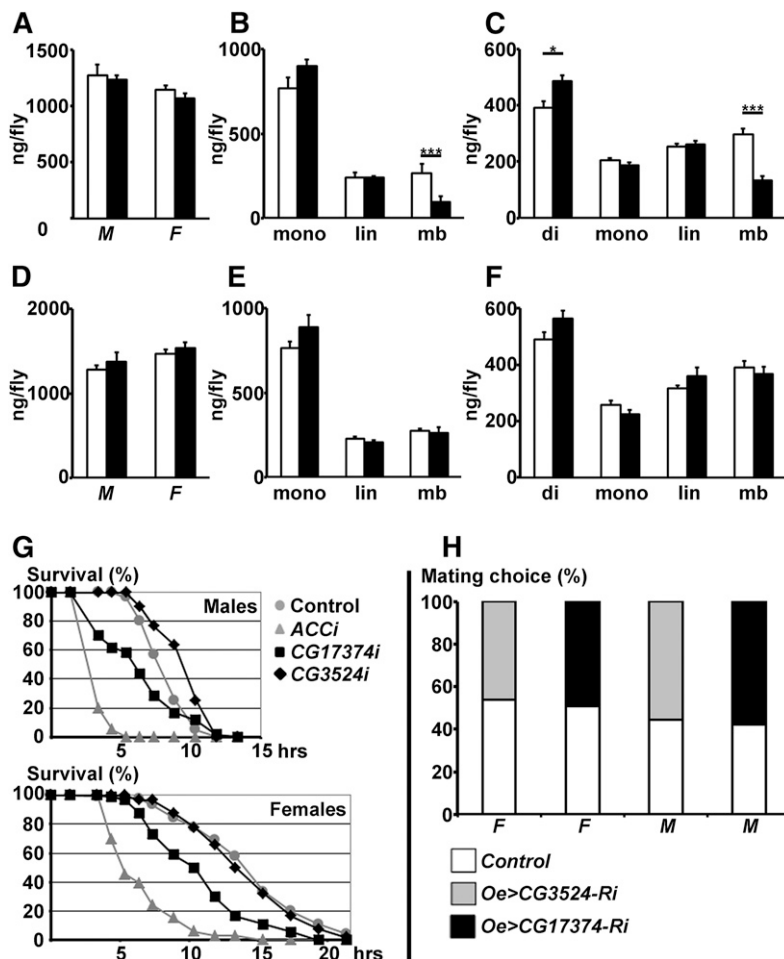 A
1500
1000
500
0
ng/fly
M F
B
1000
500
0
ng/fly
***
mono lin mb
C
600
400
200
0
ng/fly
*
***
di mono lin mb
D
2000
1000
0
ng/fly
M F
E
1000
500
0
ng/fly
mono lin mb
F
600
400
200
0
ng/fly
di mono lin mb
G
Survival (%)
100
80
60
40
20
0
Males
5 10 15 hrs
Control
ACCi
CG17374i
CG3524i
Survival (%)
100
80
60
40
20
0
Females
5 10 15 20 hrs
H
Mating choice (%)
100
80
60
40
20
0
F F M M
Control
Oe>CG3524-Ri
Oe>CG17374-Ri